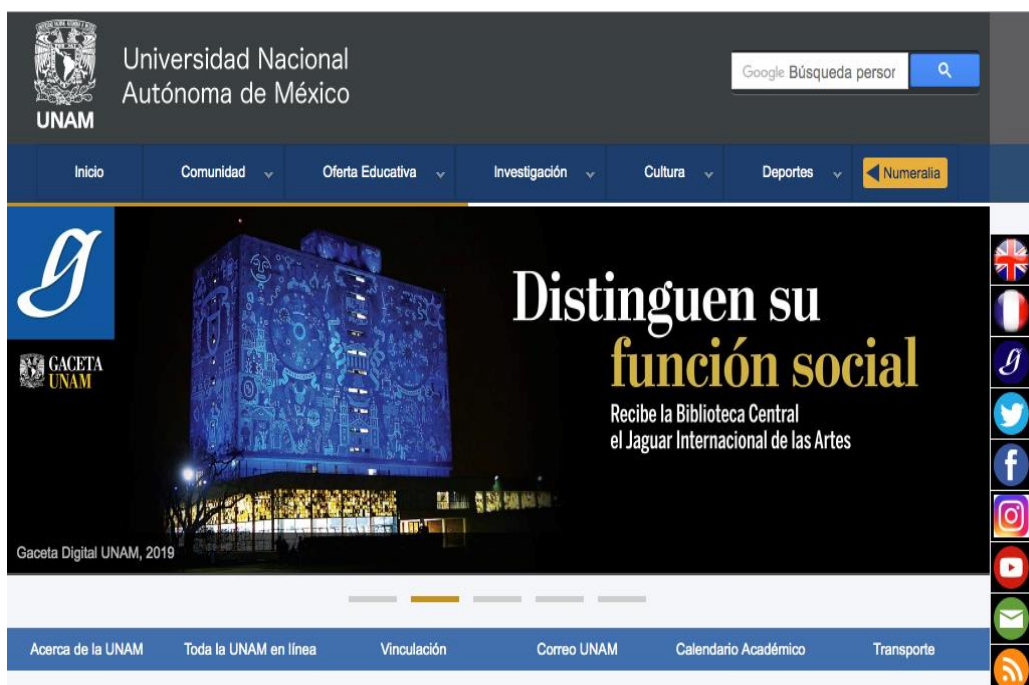 Universidad Nacional
Autónoma de México
UNAM
Google Búsqueda person
Inicio
Comunidad
Oferta Educativa
Investigación
Cultura
Deportes
Numeralia
g
GACETA
UNAM
Distinguen su
función social
Recibe la Biblioteca Central
el Jaguar Internacional de las Artes
Gaceta Digital UNAM, 2019
Acerca de la UNAM
Toda la UNAM en línea
Vinculación
Correo UNAM
Calendario Académico
Transporte